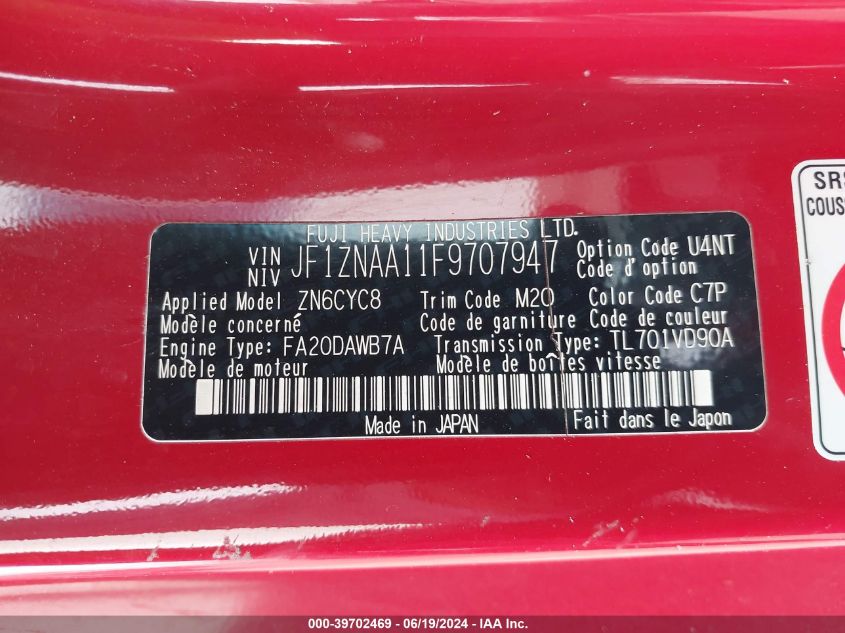 FUJI HEAVY INDUSTRIES LTD.
VIN
NIV
JF1ZNAA11F9707947
Option Code U4NT
Code d'option
Applied Model ZN6CYC8
Trim Code M20
Color Code C7P
Modèle concerné
Code de garniture
Code de couleur
Engine Type: FA20DAWB7A
Transmission Type: TL701VD90A
Modèle de moteur
Modèle de boîtes vitesse
Made in JAPAN
Fait dans le Japon
SRS
COUSS
000-39702469 - 06/19/2024 - IAA Inc.